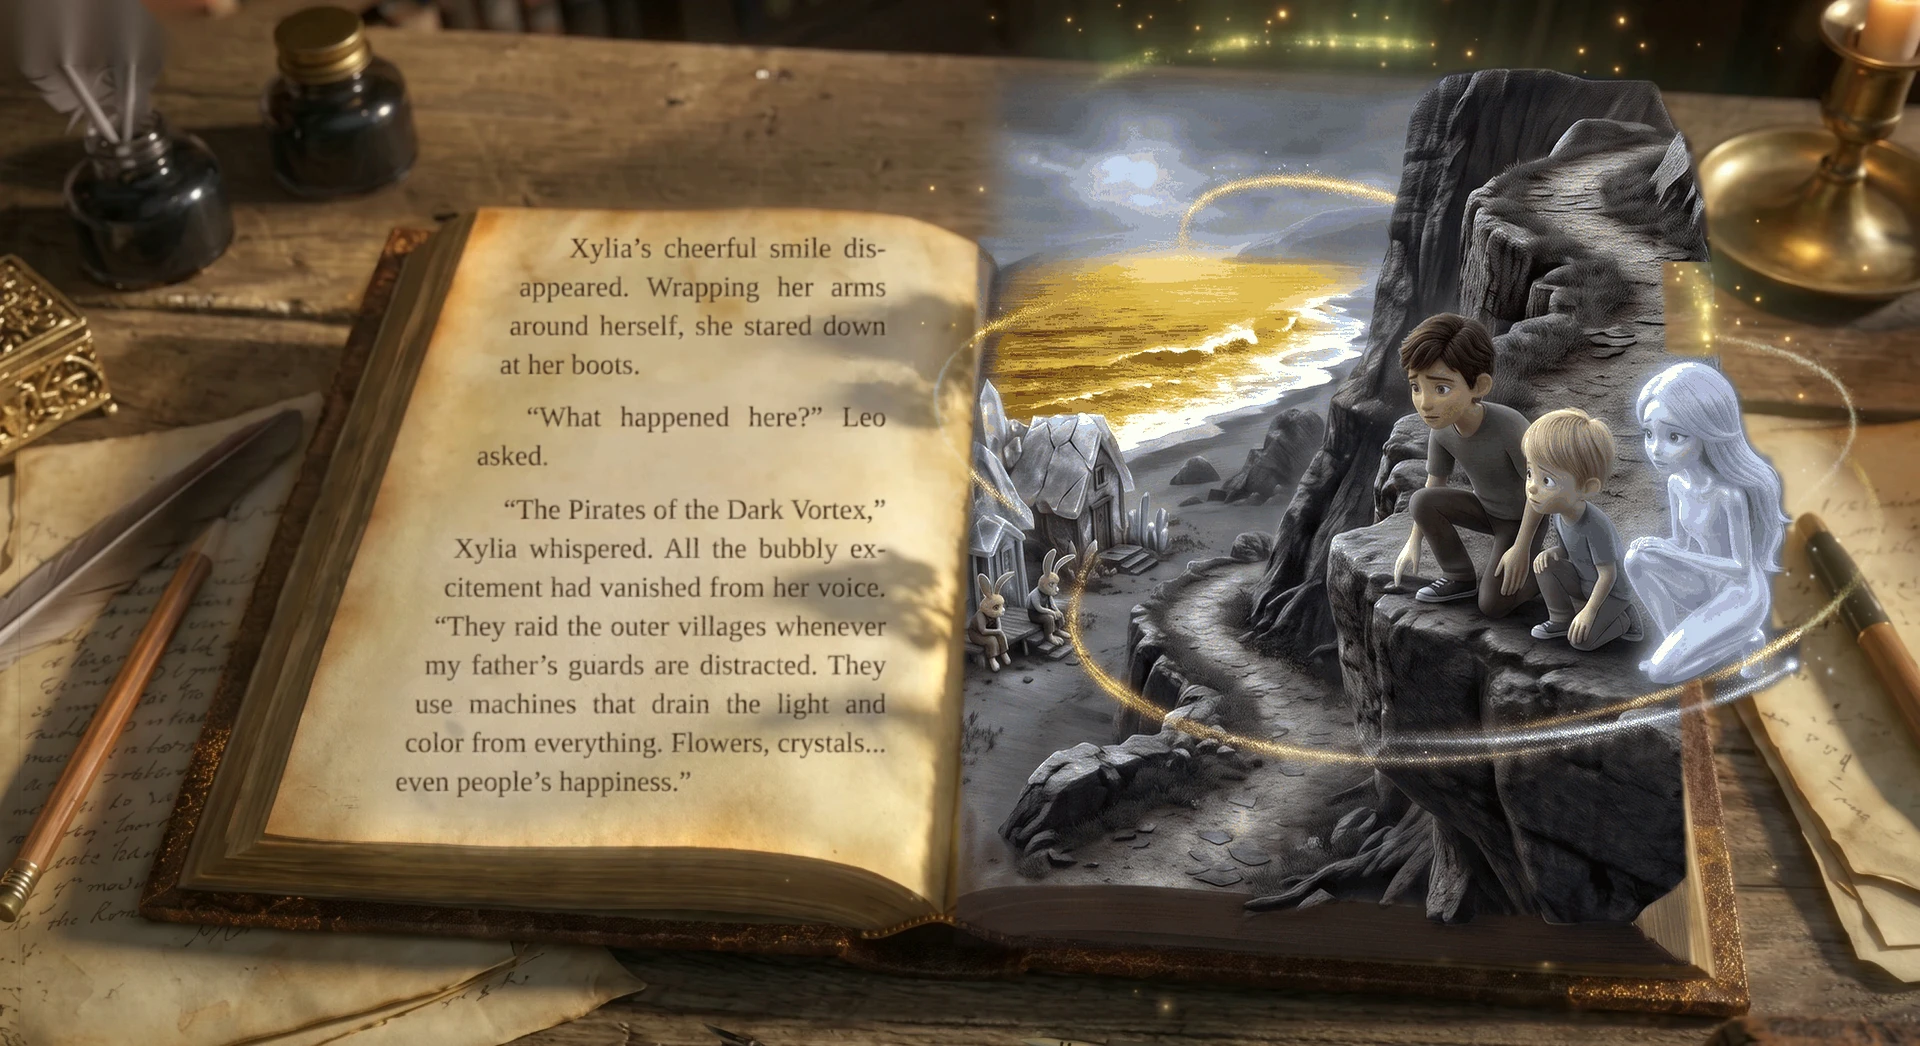 Xylia’s cheerful smile dis-
appeared. Wrapping her arms
around herself, she stared down
at her boots.
“What happened here?” Leo
asked.
“The Pirates of the Dark Vortex,”
Xylia whispered. All the bubbly ex-
citement had vanished from her voice.
“They raid the outer villages whenever
my father’s guards are distracted. They
use machines that drain the light and
color from everything. Flowers, crystals...
even people’s happiness.”